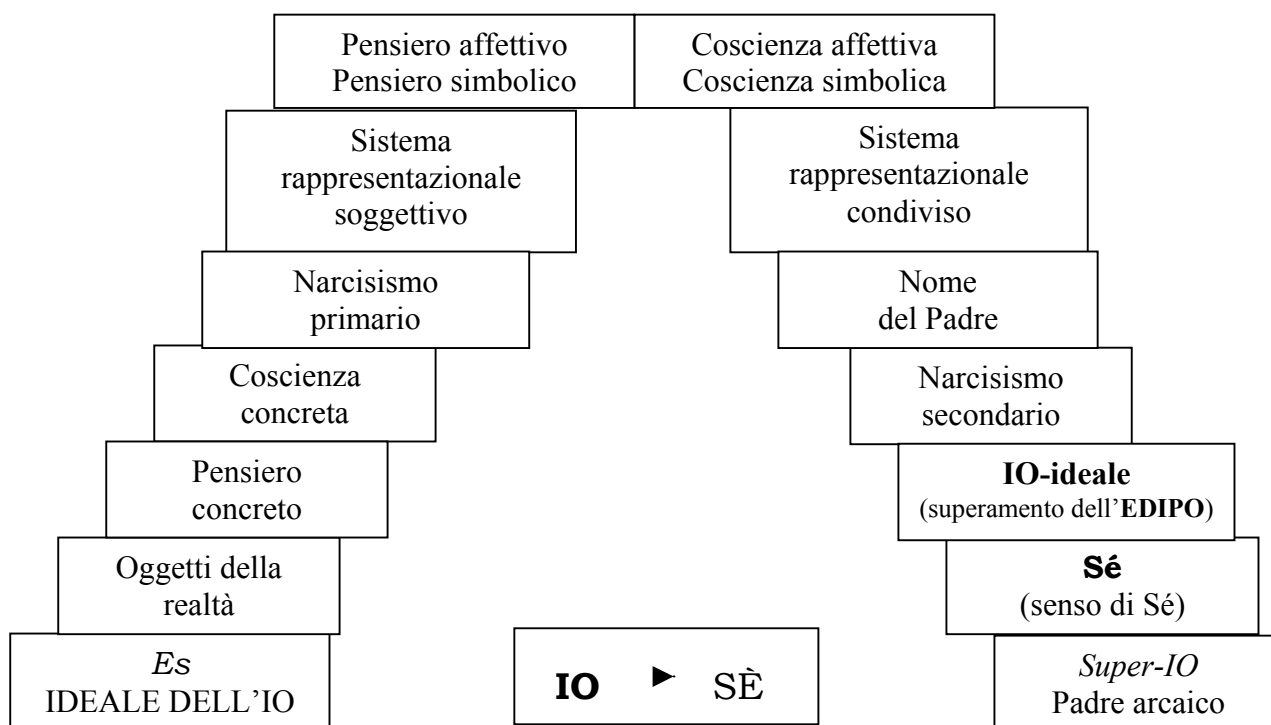 Pensiero affettivo
Pensiero simbolico
Coscienza affettiva
Coscienza simbolica
Sistema
rappresentazionale
soggettivo
Sistema
rappresentazionale
condiviso
Narcisismo
primario
Nome
del Padre
Coscienza
concreta
Narcisismo
secondario
Pensiero
concreto
IO-ideale
(superamento dell'EDIPO)
Oggetti della
realtà
Sé
(senso di Sé)
Es
IDEALE DELL'IO
IO ► SÈ
Super-IO
Padre arcaico